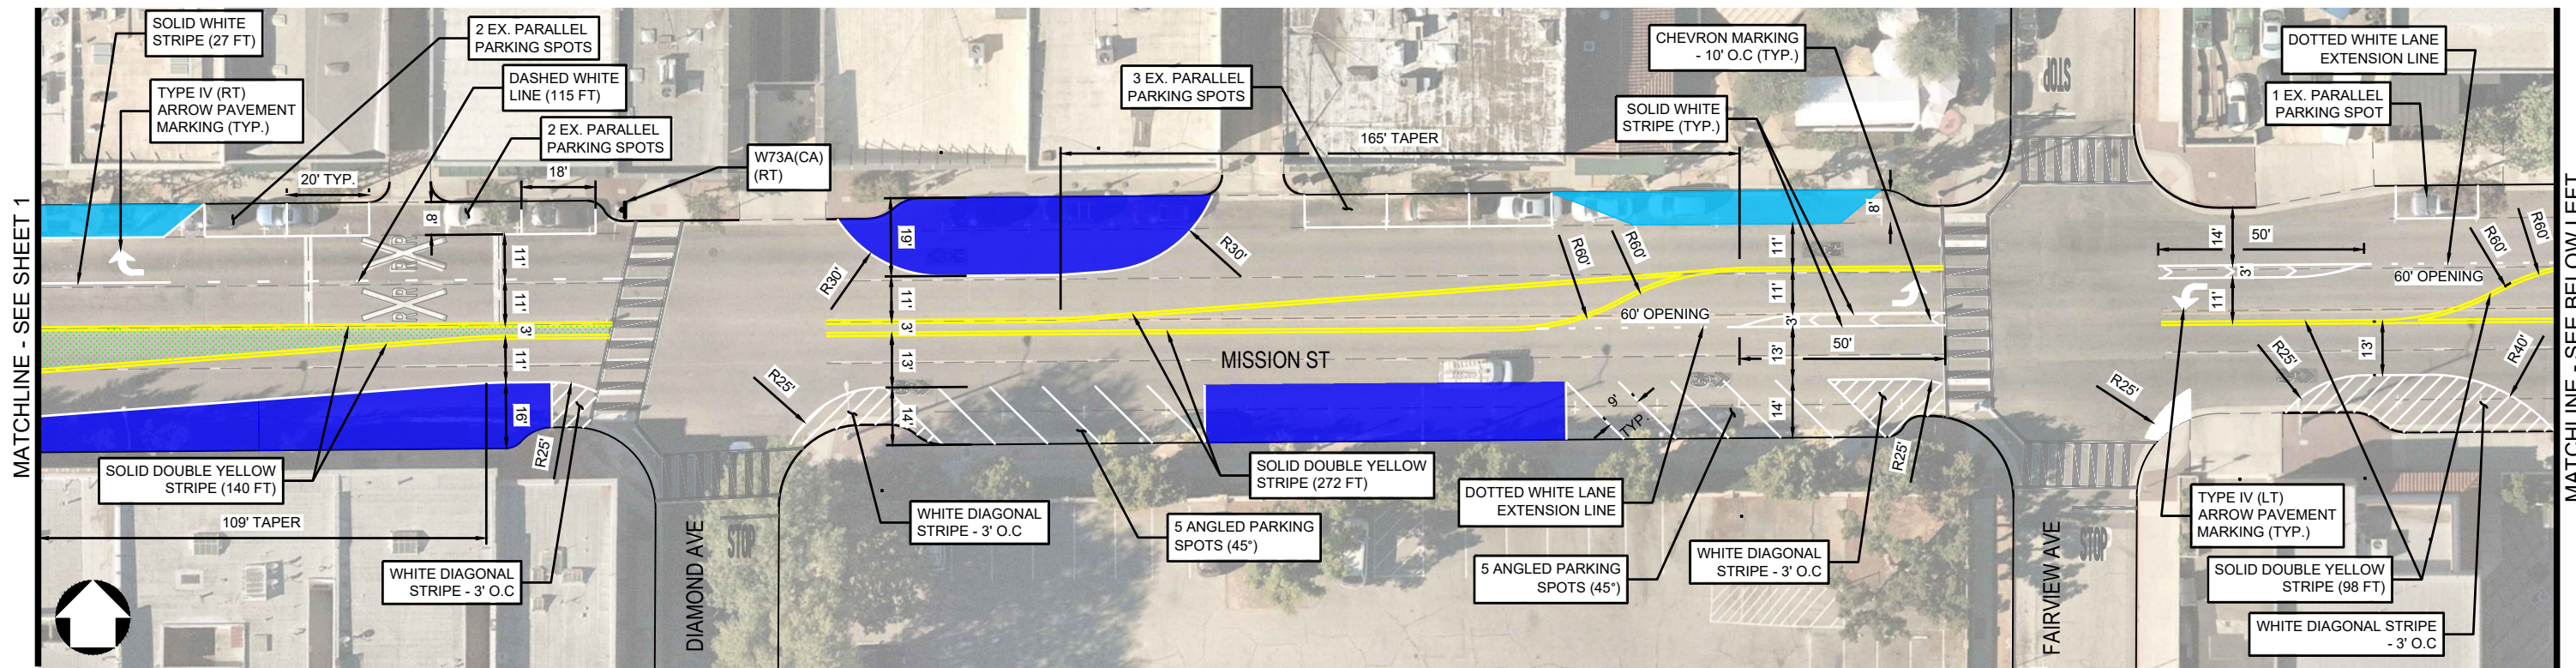 MATCHLINE - SEE SHEET 1
SOLID WHITE
STRIPE (27 FT)
TYPE IV (RT)
ARROW PAVEMENT
MARKING (TYP.)
2 EX. PARALLEL
PARKING SPOTS
DASHED WHITE
LINE (115 FT)
2 EX. PARALLEL
PARKING SPOTS
W73A(CA)
(RT)
20' TYP.
18'
8'
11'
11'
3'
11'
16'
R25'
SOLID DOUBLE YELLOW
STRIPE (140 FT)
109' TAPER
WHITE DIAGONAL
STRIPE - 3' O.C
DIAMOND AVE
STOP
3 EX. PARALLEL
PARKING SPOTS
165' TAPER
CHEVRON MARKING
- 10' O.C (TYP.)
SOLID WHITE
STRIPE (TYP.)
19'
R30'
R30'
11'
3'
13'
14'
R25'
R60'
R60'
60' OPENING
MISSION ST
8'
11'
11'
3'
13'
50'
14'
9'
TYP.
R25'
WHITE DIAGONAL
STRIPE - 3' O.C
5 ANGLED PARKING
SPOTS (45°)
SOLID DOUBLE YELLOW
STRIPE (272 FT)
DOTTED WHITE LANE
EXTENSION LINE
5 ANGLED PARKING
SPOTS (45°)
WHITE DIAGONAL
STRIPE - 3' O.C
STOP
FAIRVIEW AVE
STOP
DOTTED WHITE LANE
EXTENSION LINE
1 EX. PARALLEL
PARKING SPOT
14'
50'
3'
60' OPENING
R60'
R60'
11'
13'
R25'
R25'
R40'
TYPE IV (LT)
ARROW PAVEMENT
MARKING (TYP.)
SOLID DOUBLE YELLOW
STRIPE (98 FT)
WHITE DIAGONAL STRIPE
- 3' O.C
MATCHLINE - SEE BELOW LEFT